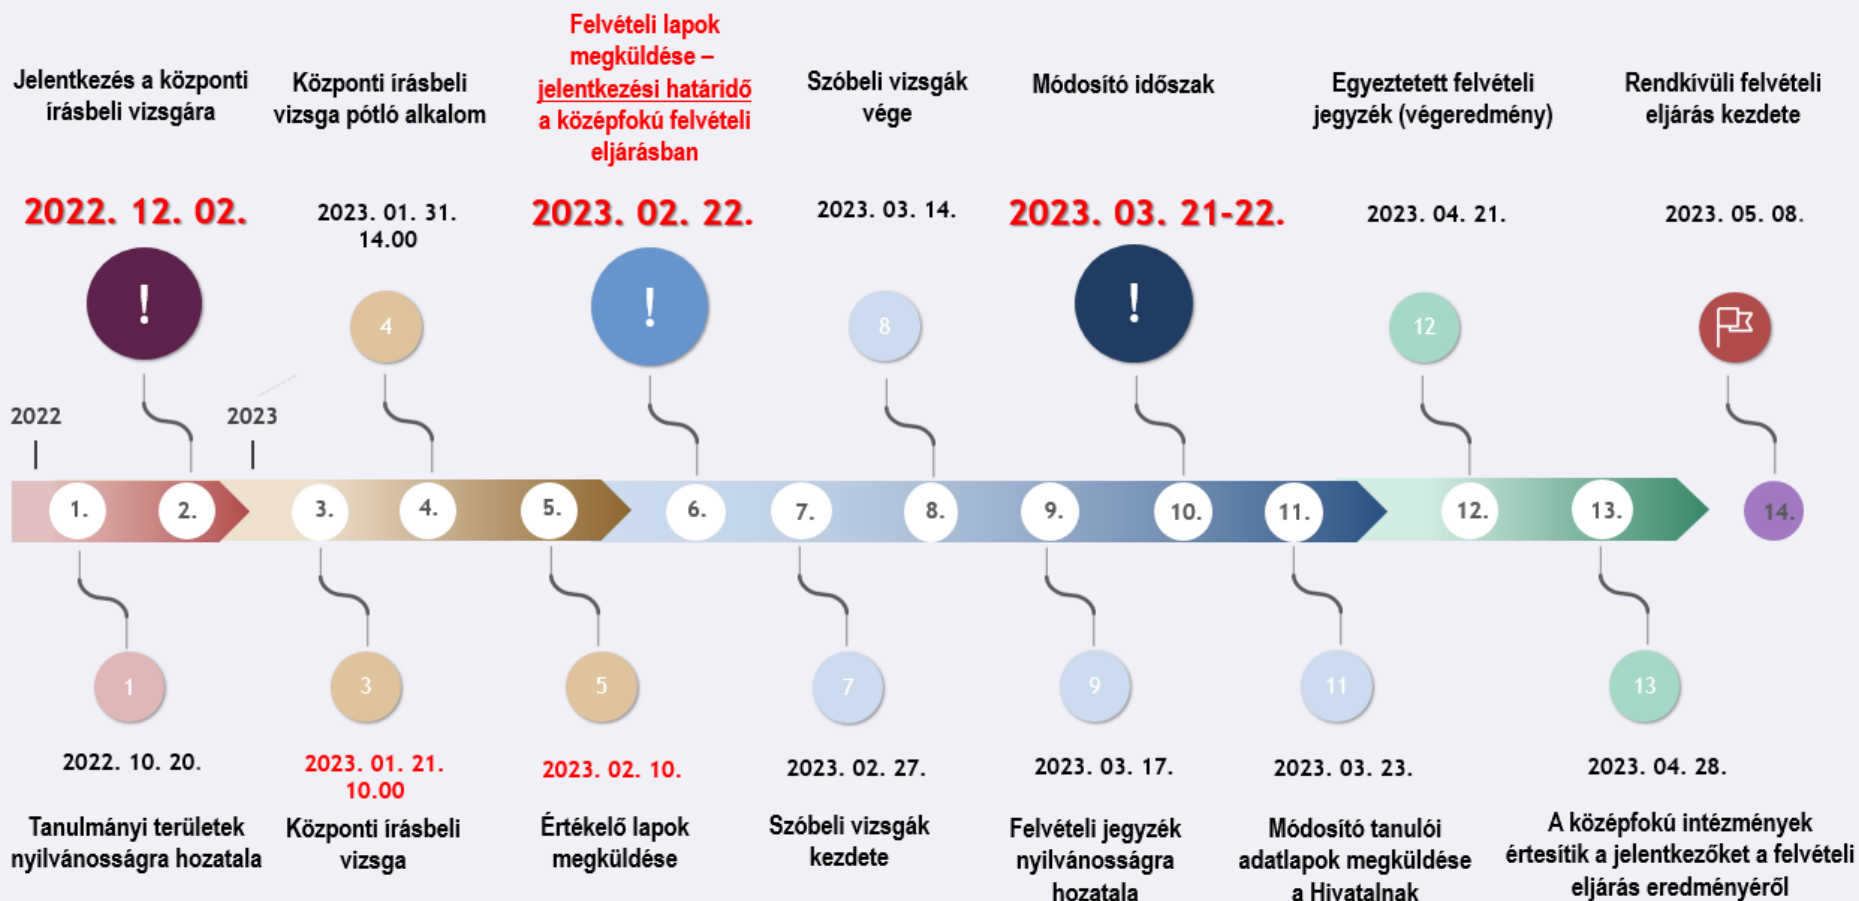 Jelentkezés a központi
írásbeli vizsgára
2022. 12. 02.
!
Központi írásbeli
vizsga pótló alkalom
2023. 01. 31.
14.00
4
Felvételi lapok
megküldése –
jelentkezési határidő
a középfokú felvételi
eljárásban
2023. 02. 22.
!
Szóbeli vizsgák
vége
2023. 03. 14.
8
Módosító időszak
2023. 03. 21-22.
!
Egyeztetett felvételi
jegyzék (végeredmény)
2023. 04. 21.
12
Rendkívüli felvételi
eljárás kezdete
2023. 05. 08.
2022
2023
1.
2.
3.
4.
5.
6.
7.
8.
9.
10.
11.
12.
13.
14.
1
2022. 10. 20.
Tanulmányi területek
nyilvánosságra hozatala
3
2023. 01. 21.
10.00
Központi írásbeli
vizsga
5
2023. 02. 10.
Értékelő lapok
megküldése
7
2023. 02. 27.
Szóbeli vizsgák
kezdete
9
2023. 03. 17.
Felvételi jegyzék
nyilvánosságra
hozatala
11
2023. 03. 23.
Módosító tanulói
adatlapok megküldése
a Hivatalnak
13
2023. 04. 28.
A középfokú intézmények
értesítik a jelentkezőket a felvételi
eljárás eredményéről